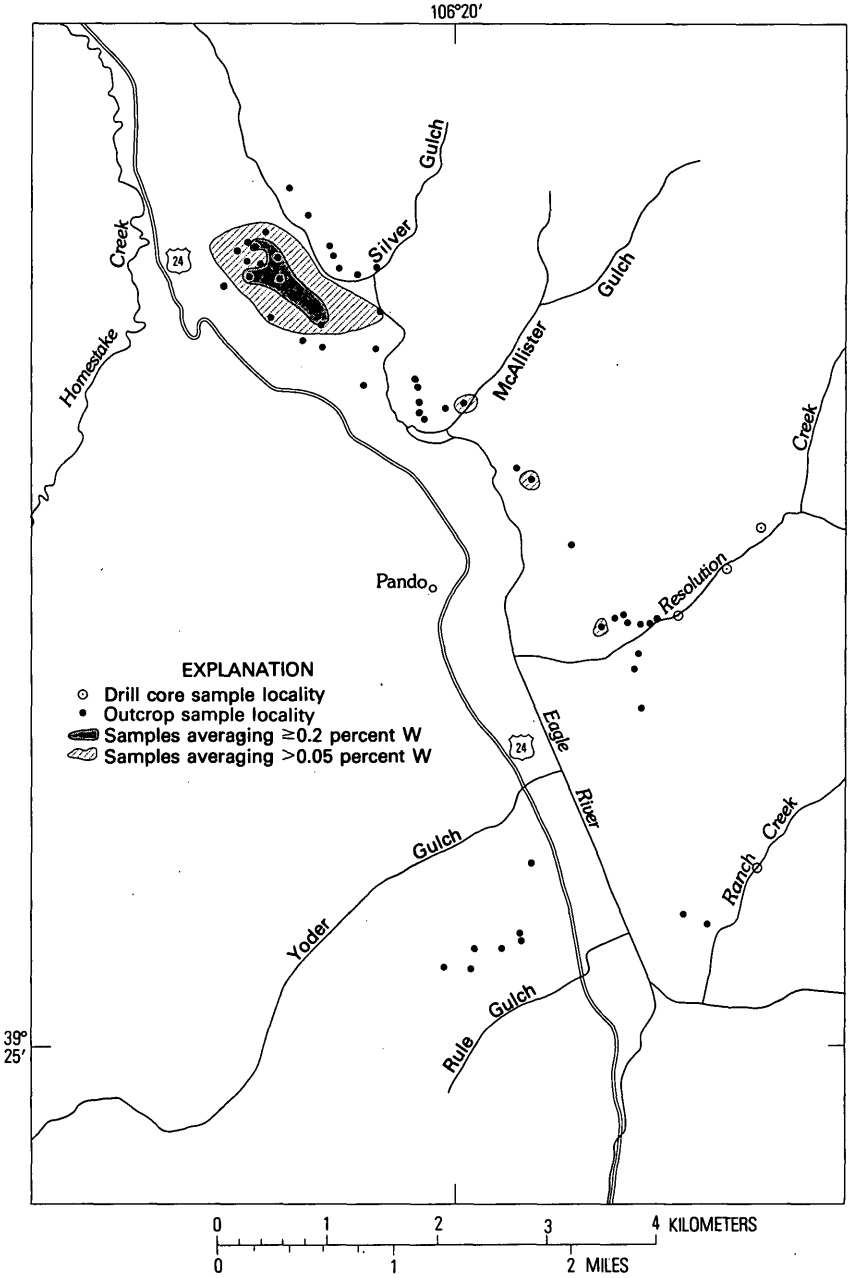 106°20'
Gulch
Silver
Creek
24
Gulch
McAllister
Homestake
Creek
Pando
Resolution
EXPLANATION
Drill core sample locality
Outcrop sample locality
Samples averaging ≥0.2 percent W
Samples averaging >0.05 percent W
Eagle
24
River
Gulch
Creek
Ranch
Yoder
Gulch
Rule
39°
25'
0 1 2 3 4 KILOMETERS
0 1 2 MILES